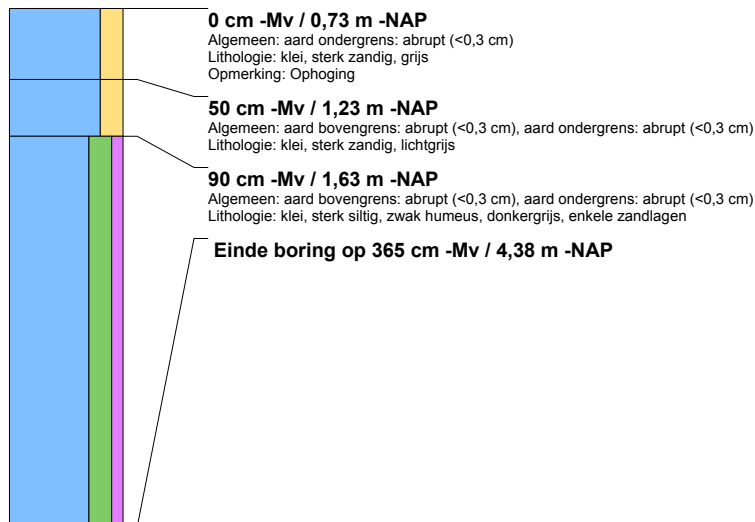 0 cm -Mv / 0,73 m -NAP
Algemeen: aard ondergrens: abrupt (<0,3 cm)
Lithologie: klei, sterk zandig, grijs
Opmerking: Ophoging
50 cm -Mv / 1,23 m -NAP
Algemeen: aard bovengrens: abrupt (<0,3 cm), aard ondergrens: abrupt (<0,3 cm)
Lithologie: klei, sterk zandig, lichtgrijs
90 cm -Mv / 1,63 m -NAP
Algemeen: aard bovengrens: abrupt (<0,3 cm), aard ondergrens: abrupt (<0,3 cm)
Lithologie: klei, sterk siltig, zwak humeus, donkergrijs, enkele zandlagen
Einde boring op 365 cm -Mv / 4,38 m -NAP